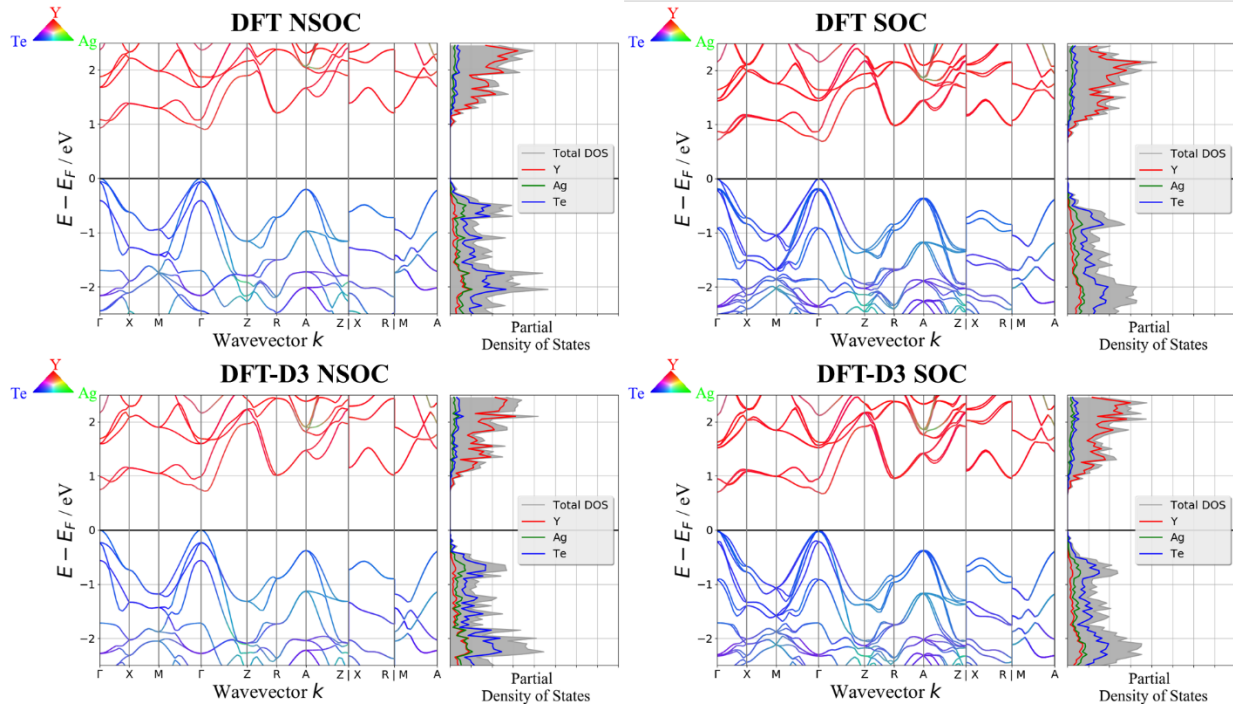 DFT NSOC
Y
Te
Ag
E − E_F / eV
2
1
0
−1
−2
Γ X M Γ Z R A Z | X R | M A
Wavevector k
Total DOS
Y
Ag
Te
Partial
Density of States
DFT SOC
Y
Te
Ag
E − E_F / eV
2
1
0
−1
−2
Γ X M Γ Z R A Z | X R | M A
Wavevector k
Total DOS
Y
Ag
Te
Partial
Density of States
DFT-D3 NSOC
Y
Te
Ag
E − E_F / eV
2
1
0
−1
−2
Γ X M Γ Z R A Z | X R | M A
Wavevector k
Total DOS
Y
Ag
Te
Partial
Density of States
DFT-D3 SOC
Y
Te
Ag
E − E_F / eV
2
1
0
−1
−2
Γ X M Γ Z R A Z | X R | M A
Wavevector k
Total DOS
Y
Ag
Te
Partial
Density of States